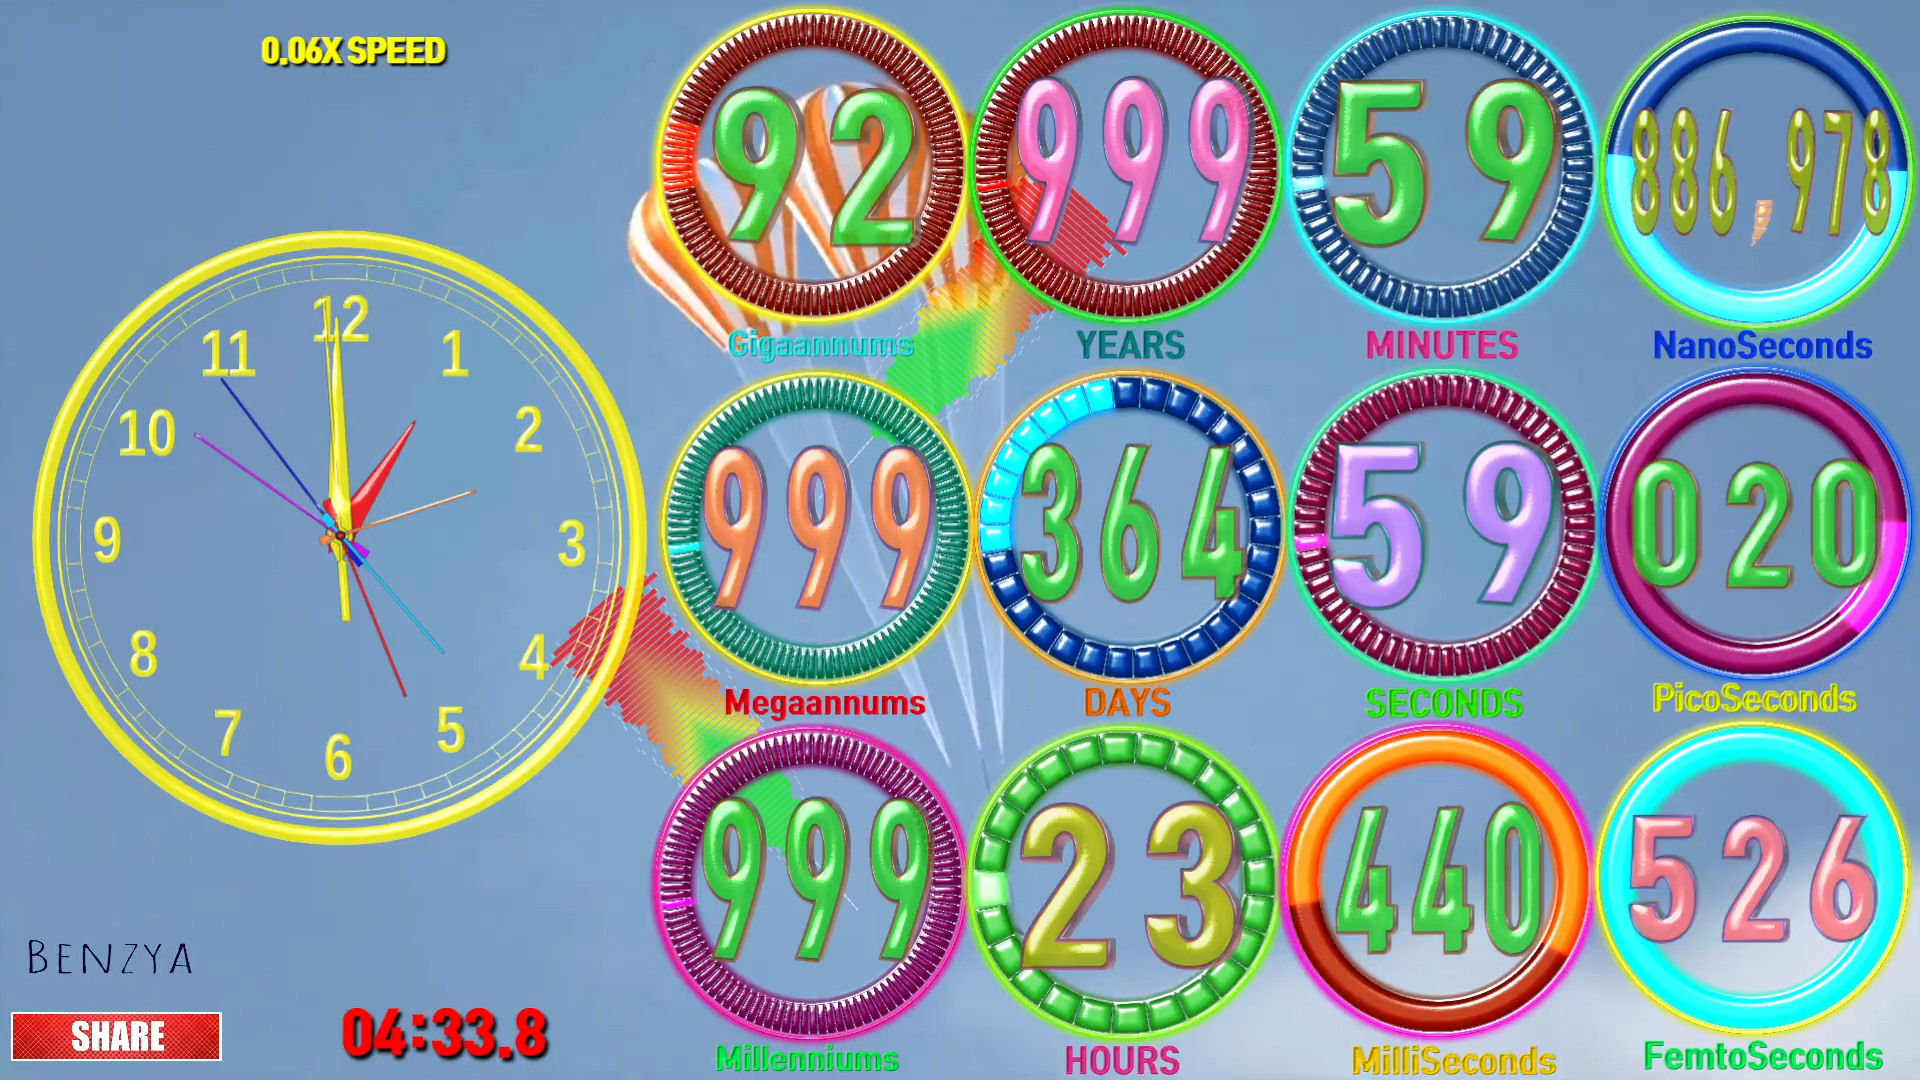 0.06X SPEED
92
Gigaannums
999
YEARS
59
MINUTES
886,978
NanoSeconds
12
1
2
3
4
5
6
7
8
9
10
11
999
Megaannums
364
DAYS
59
SECONDS
020
PicoSeconds
999
Millenniums
23
HOURS
440
MilliSeconds
526
FemtoSeconds
BENZYA
SHARE
04:33.8